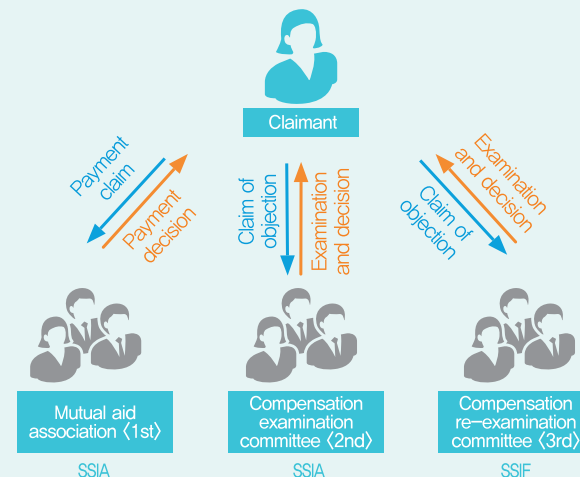 Claimant
Payment
claim
Payment
decision
Claim of
objection
Examination
and decision
Examination
and decision
Claim of
objection
Mutual aid
association〈1st〉
Compensation
examination
committee〈2nd〉
Compensation
re-examination
committee〈3rd〉
SSIA
SSIA
SSIF